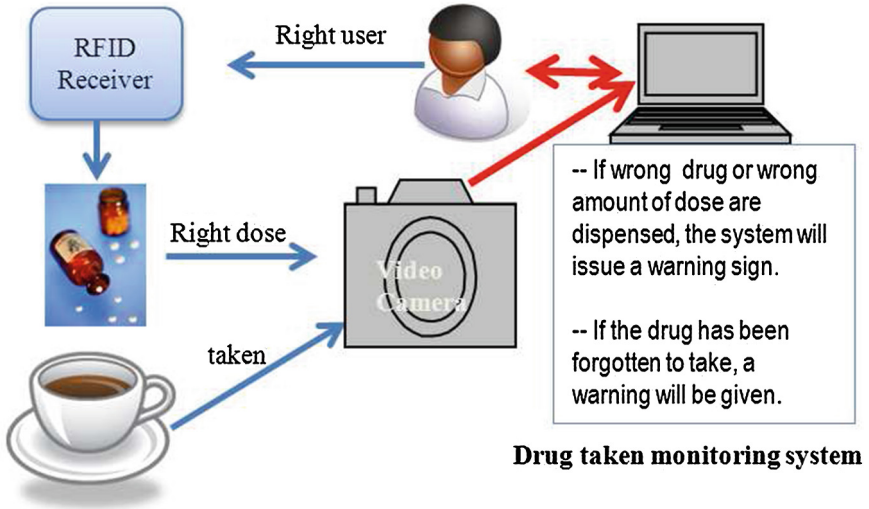 RFID
Receiver
Right user
Right dose
Video
Camera
taken
-- If wrong drug or wrong
amount of dose are
dispensed, the system will
issue a warning sign.
-- If the drug has been
forgotten to take, a
warning will be given.
Drug taken monitoring system